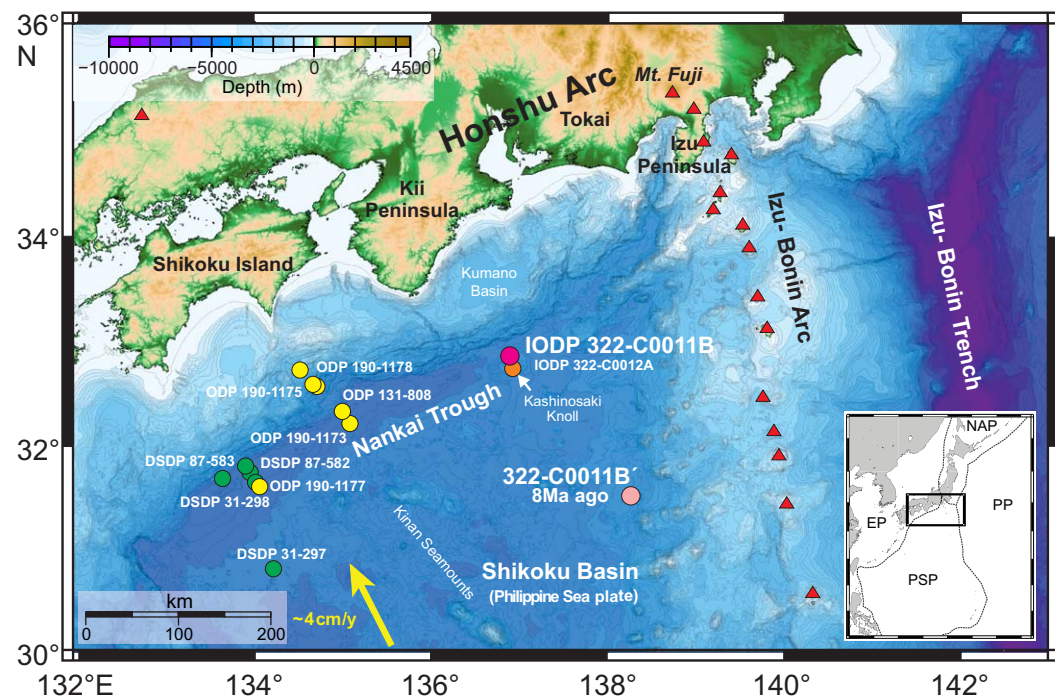 36°
N
−10000
−5000
0
4500
Depth (m)
Honshu Arc
Mt. Fuji
Tokai
Izu
Peninsula
Kii
Peninsula
34°
Shikoku Island
Izu- Bonin Arc
Izu- Bonin Trench
Kumano
Basin
IODP 322-C0011B
IODP 322-C0012A
Kashinosaki
Knoll
ODP 190-1178
ODP 190-1175
ODP 131-808
ODP 190-1173
Nankai Trough
32°
DSDP 87-583
DSDP 87-582
ODP 190-1177
DSDP 31-298
322-C0011B´
8Ma ago
Kinan Seamounts
DSDP 31-297
Shikoku Basin
(Philippine Sea plate)
~4cm/y
km
0
100
200
NAP
EP
PP
PSP
30°
132°E
134°
136°
138°
140°
142°